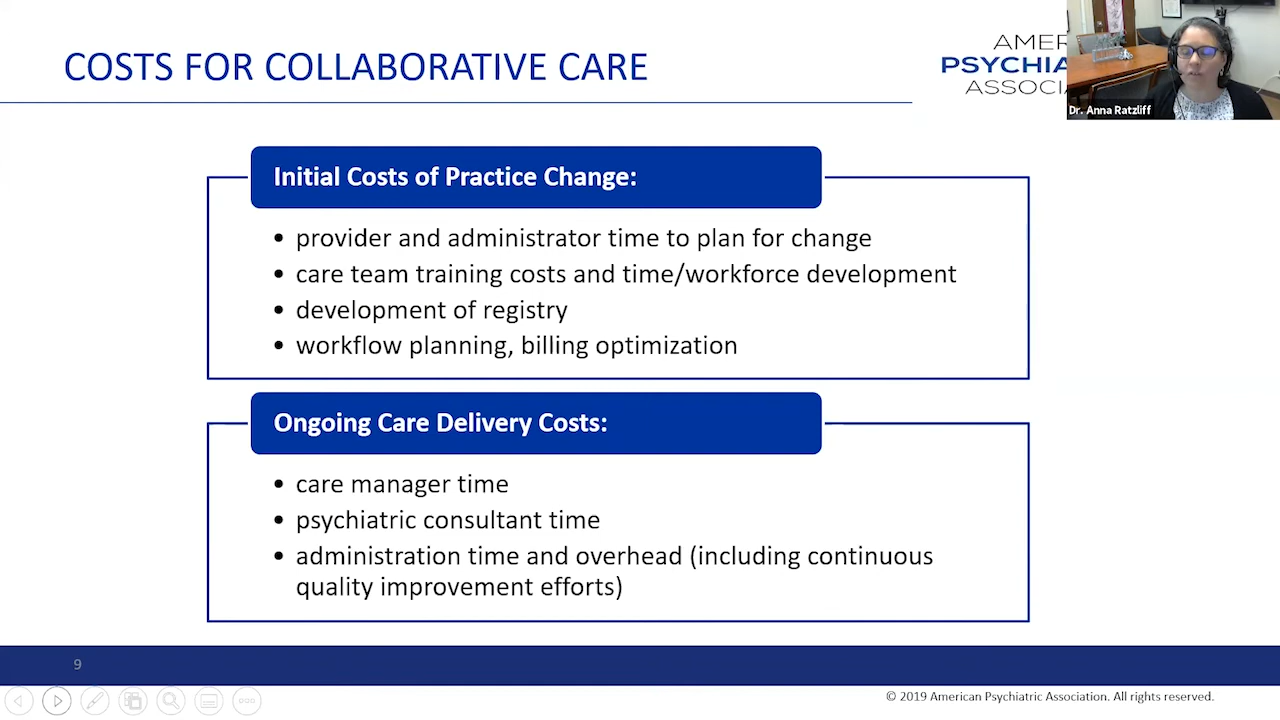 COSTS FOR COLLABORATIVE CARE
AMER
PSYCHIA
ASSOCI
Dr. Anna Ratzliff
Initial Costs of Practice Change:
• provider and administrator time to plan for change
• care team training costs and time/workforce development
• development of registry
• workflow planning, billing optimization
Ongoing Care Delivery Costs:
• care manager time
• psychiatric consultant time
• administration time and overhead (including continuous
quality improvement efforts)
9
© 2019 American Psychiatric Association. All rights reserved.